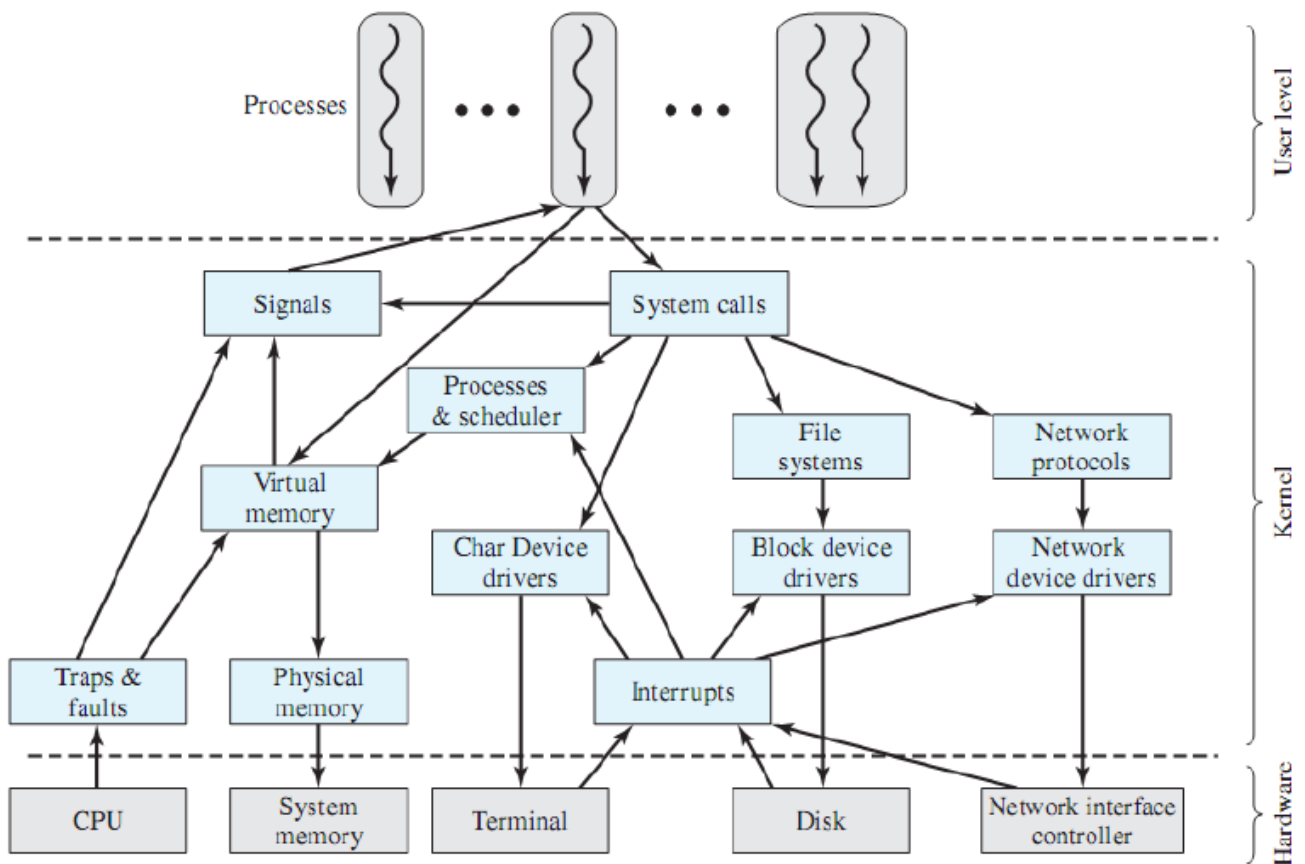 Processes
User level
Signals
System calls
Processes
& scheduler
File
systems
Network
protocols
Virtual
memory
Char Device
drivers
Block device
drivers
Network
device drivers
Kernel
Traps &
faults
Physical
memory
Interrupts
CPU
System
memory
Terminal
Disk
Network interface
controller
Hardware